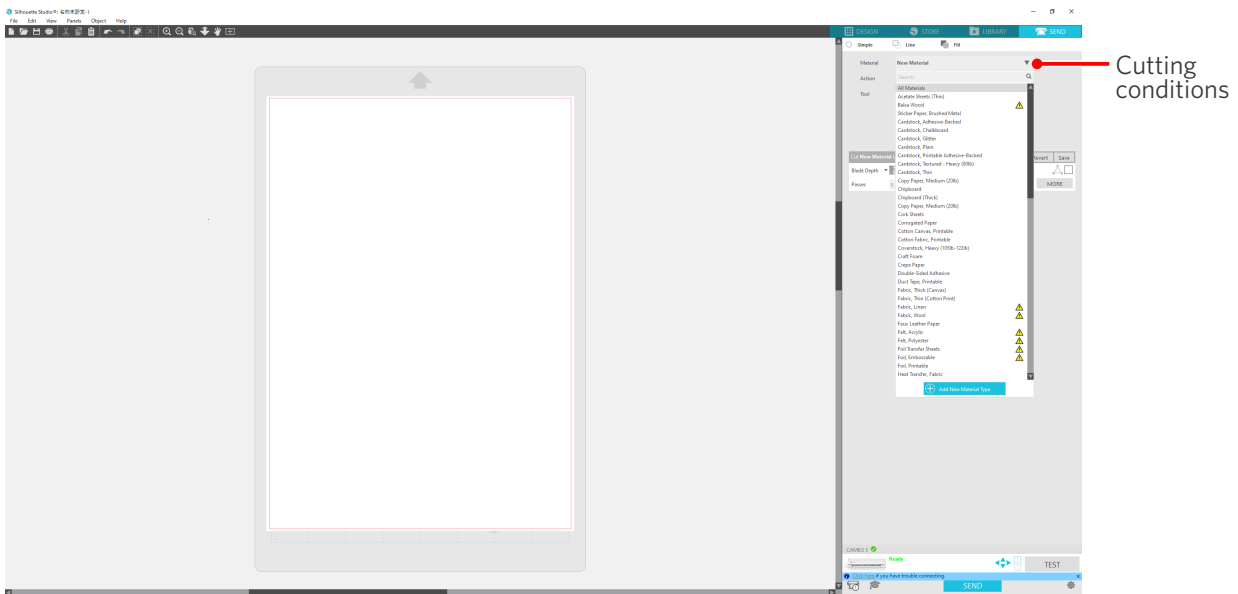 Silhouette Studio®: 名称未設定-1
File Edit View Panels Object Help
DESIGN STORE LIBRARY SEND
Simple Line Fill
Material New Material
Action Search
Tool All Materials
Acetate Sheets (Thin)
Balsa Wood
Sticker Paper, Brushed Metal
Cardstock, Adhesive-Backed
Cardstock, Chalkboard
Cardstock, Glitter
Cardstock, Plain
Cardstock, Printable Adhesive-Backed
Cardstock, Textured - Heavy (80lb)
Cardstock, Thin
Copy Paper, Medium (20lb)
Chipboard
Chipboard (Thick)
Copy Paper, Medium (20lb)
Cork Sheets
Corrugated Paper
Cotton Canvas, Printable
Cotton Fabric, Printable
Coverstock, Heavy (105lb-122lb)
Craft Foam
Crepe Paper
Double-Sided Adhesive
Duct Tape, Printable
Fabric, Thick (Canvas)
Fabric, Thin (Cotton Print)
Fabric, Linen
Fabric, Wool
Faux Leather Paper
Felt, Acrylic
Felt, Polyester
Foil Transfer Sheets
Foil, Embossable
Foil, Printable
Heat Transfer, Fabric
Add New Material Type
Cut New Material
Save
Blade Depth
Passes
MORE
Cutting
conditions
CAMEO 5
Ready
TEST
Click here if you have trouble connecting.
SEND